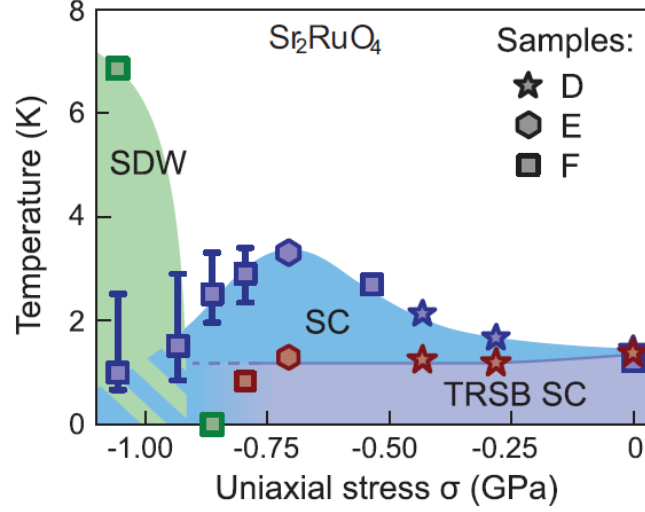 Sr₂RuO₄
Samples:
D
E
F
SDW
SC
TRSB SC
Temperature (K)
8
6
4
2
0
-1.00
-0.75
-0.50
-0.25
0
Uniaxial stress σ (GPa)